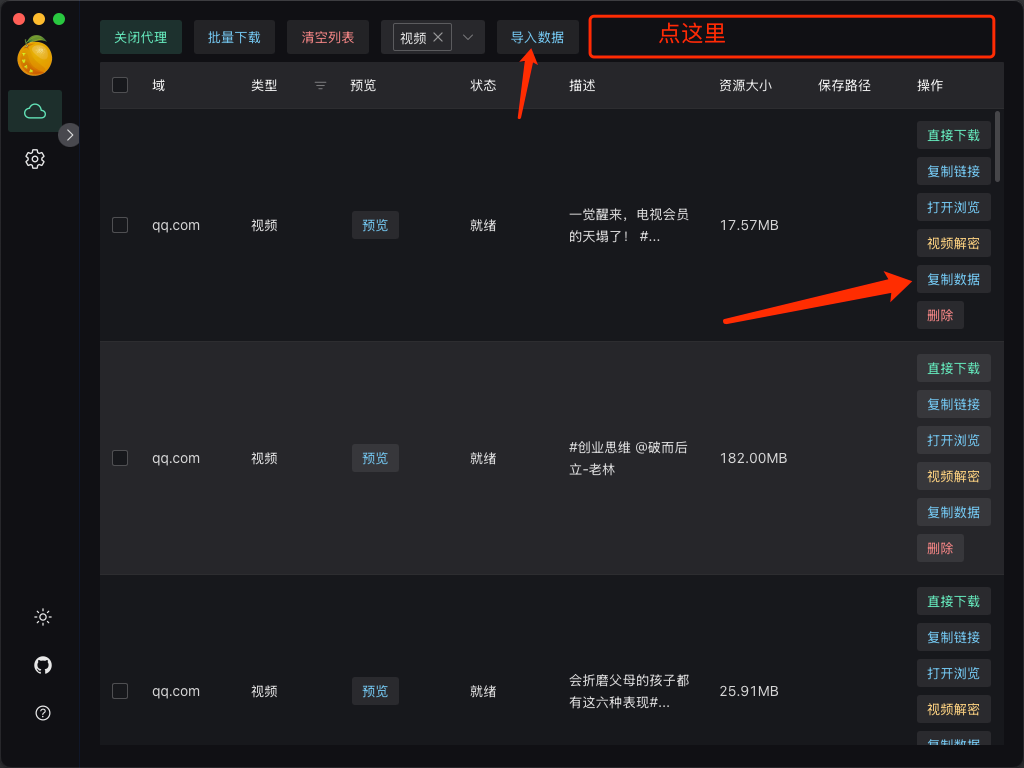 关闭代理 批量下载 清空列表 视频 导入数据 点这里
域 类型 预览 状态 描述 资源大小 保存路径 操作
直接下载
复制链接
打开浏览
视频解密
复制数据
删除
qq.com 视频 预览 就绪 一觉醒来，电视会员
的天塌了！ #... 17.57MB
直接下载
复制链接
打开浏览
视频解密
复制数据
删除
qq.com 视频 预览 就绪 #创业思维 @破而后
立-老林 182.00MB
直接下载
复制链接
打开浏览
视频解密
复制数据
qq.com 视频 预览 就绪 会折磨父母的孩子都
有这六种表现#... 25.91MB